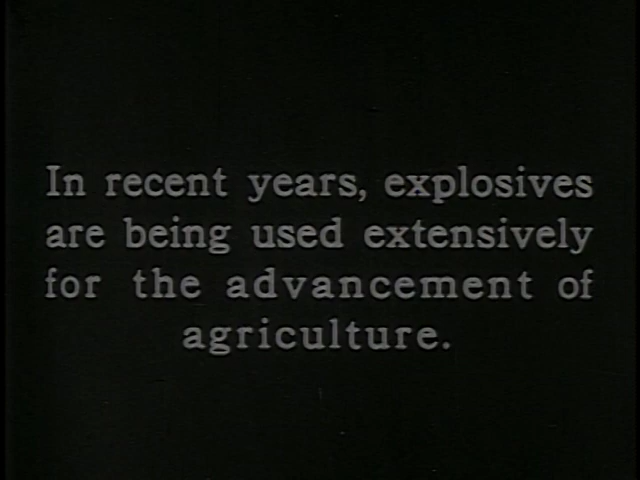 In recent years, explosives
are being used extensively
for the advancement of
agriculture.